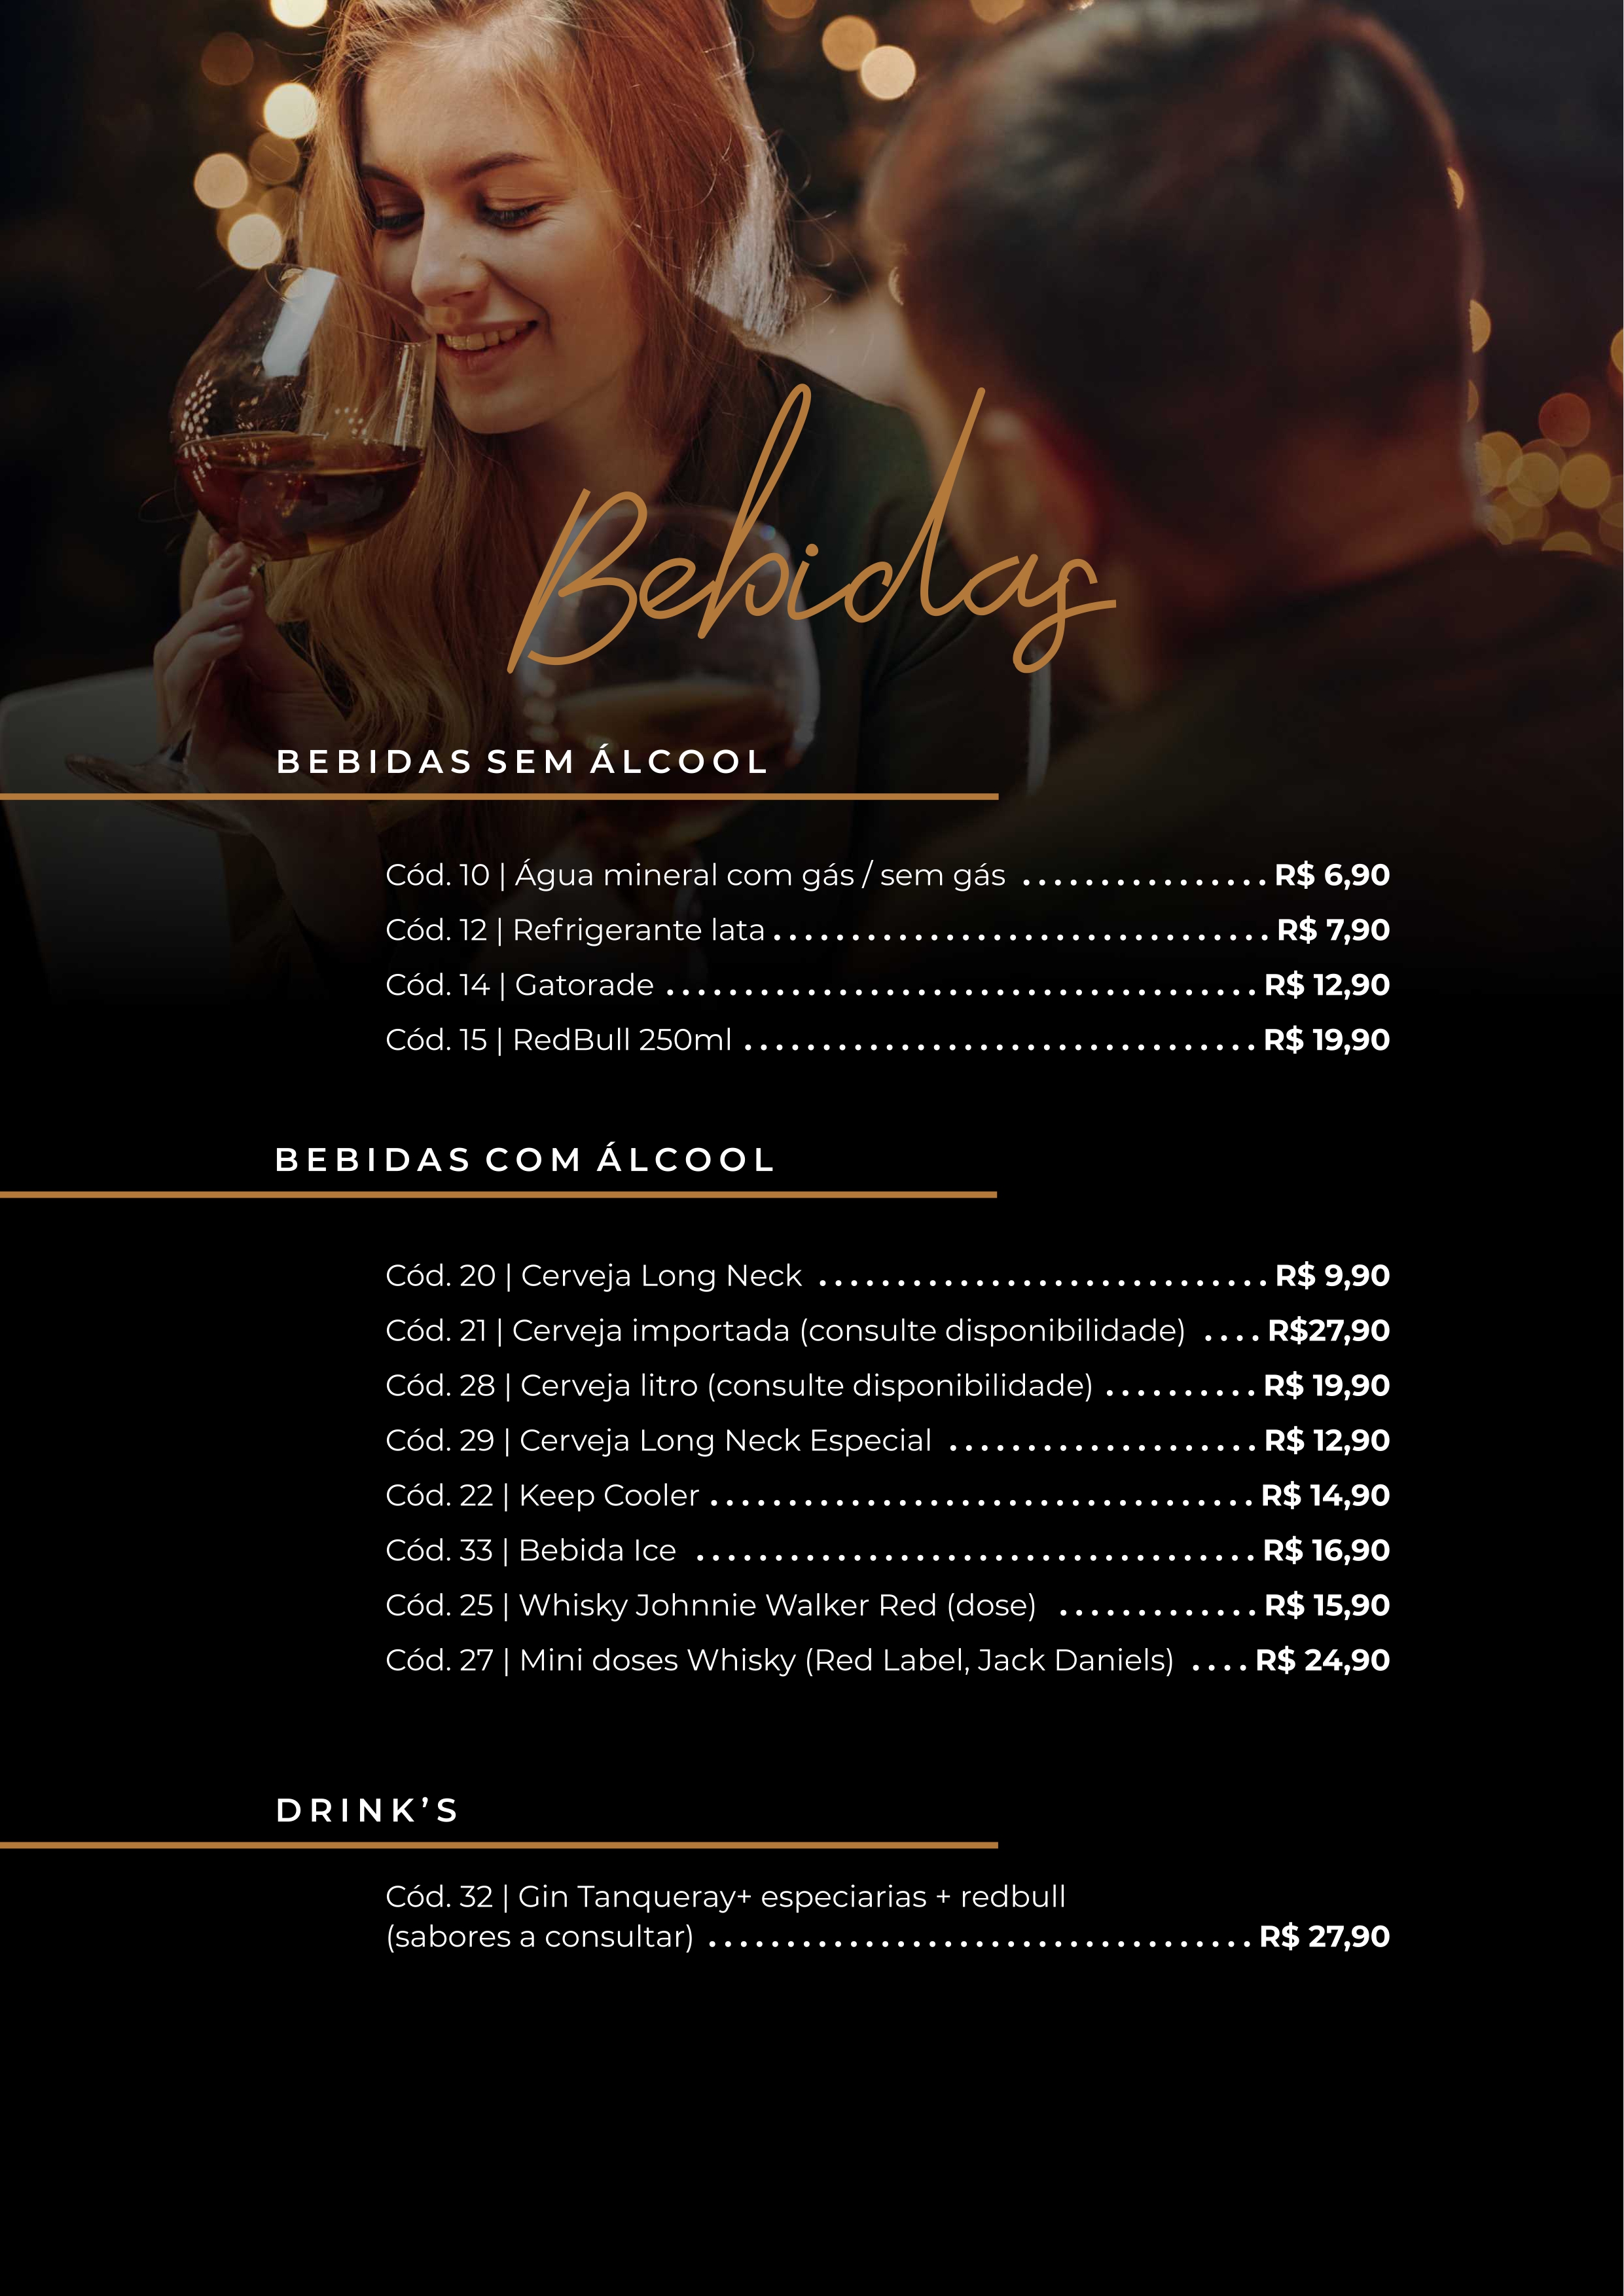 Bebidas
BEBIDAS SEM ÁLCOOL
Cód. 10 | Água mineral com gás / sem gás ................ R$ 6,90
Cód. 12 | Refrigerante lata ................................ R$ 7,90
Cód. 14 | Gatorade ...................................... R$ 12,90
Cód. 15 | RedBull 250ml ................................. R$ 19,90
BEBIDAS COM ÁLCOOL
Cód. 20 | Cerveja Long Neck ............................. R$ 9,90
Cód. 21 | Cerveja importada (consulte disponibilidade) .... R$27,90
Cód. 28 | Cerveja litro (consulte disponibilidade) .......... R$ 19,90
Cód. 29 | Cerveja Long Neck Especial .................... R$ 12,90
Cód. 22 | Keep Cooler ................................... R$ 14,90
Cód. 33 | Bebida Ice .................................... R$ 16,90
Cód. 25 | Whisky Johnnie Walker Red (dose) ............. R$ 15,90
Cód. 27 | Mini doses Whisky (Red Label, Jack Daniels) .... R$ 24,90
DRINK’S
Cód. 32 | Gin Tanqueray+ especiarias + redbull
(sabores a consultar) ................................... R$ 27,90